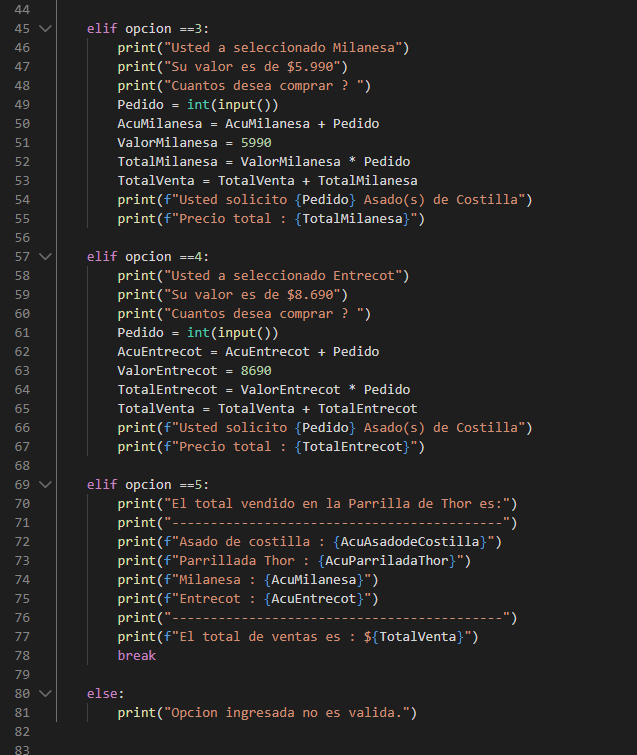 44
45 elif opcion ==3:
46 print("Usted a seleccionado Milanesa")
47 print("Su valor es de $5.990")
48 print("Cuantos desea comprar ? ")
49 Pedido = int(input())
50 AcuMilanesa = AcuMilanesa + Pedido
51 ValorMilanesa = 5990
52 TotalMilanesa = ValorMilanesa * Pedido
53 TotalVenta = TotalVenta + TotalMilanesa
54 print(f"Usted solicito {Pedido} Asado(s) de Costilla")
55 print(f"Precio total : {TotalMilanesa}")
56
57 elif opcion ==4:
58 print("Usted a seleccionado Entrecot")
59 print("Su valor es de $8.690")
60 print("Cuantos desea comprar ? ")
61 Pedido = int(input())
62 AcuEntrecot = AcuEntrecot + Pedido
63 ValorEntrecot = 8690
64 TotalEntrecot = ValorEntrecot * Pedido
65 TotalVenta = TotalVenta + TotalEntrecot
66 print(f"Usted solicito {Pedido} Asado(s) de Costilla")
67 print(f"Precio total : {TotalEntrecot}")
68
69 elif opcion ==5:
70 print("El total vendido en la Parrilla de Thor es:")
71 print("-------------------------------------------")
72 print(f"Asado de costilla : {AcuAsadodeCostilla}")
73 print(f"Parrillada Thor : {AcuParriladaThor}")
74 print(f"Milanesa : {AcuMilanesa}")
75 print(f"Entrecot : {AcuEntrecot}")
76 print("-------------------------------------------")
77 print(f"El total de ventas es : ${TotalVenta}")
78 break
79
80 else:
81 print("Opcion ingresada no es valida.")
82
83